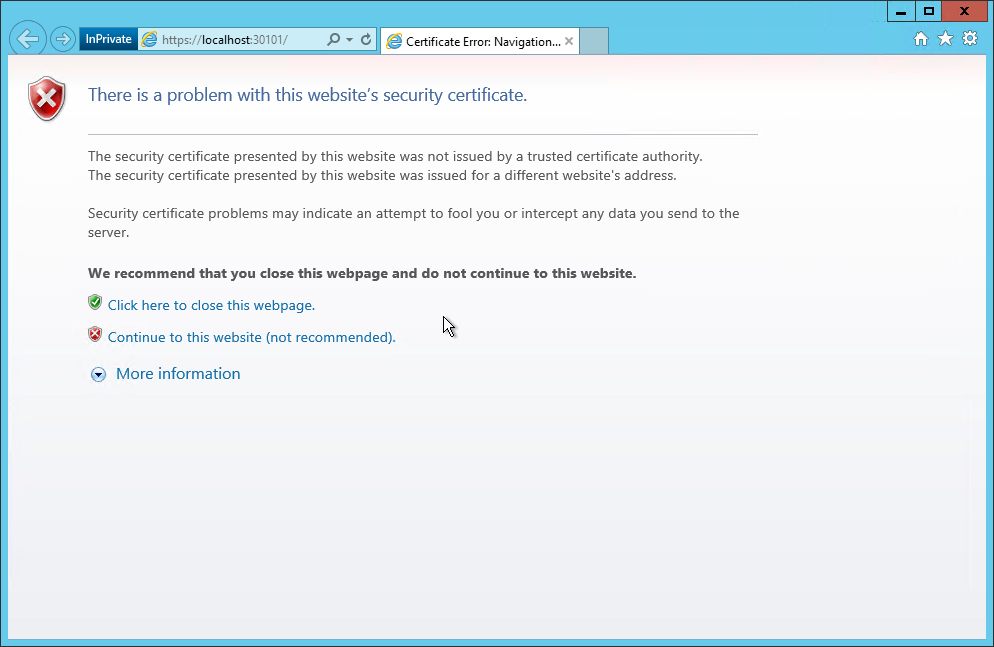 InPrivate
https://localhost:30101/
Certificate Error: Navigation...
There is a problem with this website's security certificate.
The security certificate presented by this website was not issued by a trusted certificate authority.
The security certificate presented by this website was issued for a different website's address.
Security certificate problems may indicate an attempt to fool you or intercept any data you send to the
server.
We recommend that you close this webpage and do not continue to this website.
Click here to close this webpage.
Continue to this website (not recommended).
More information